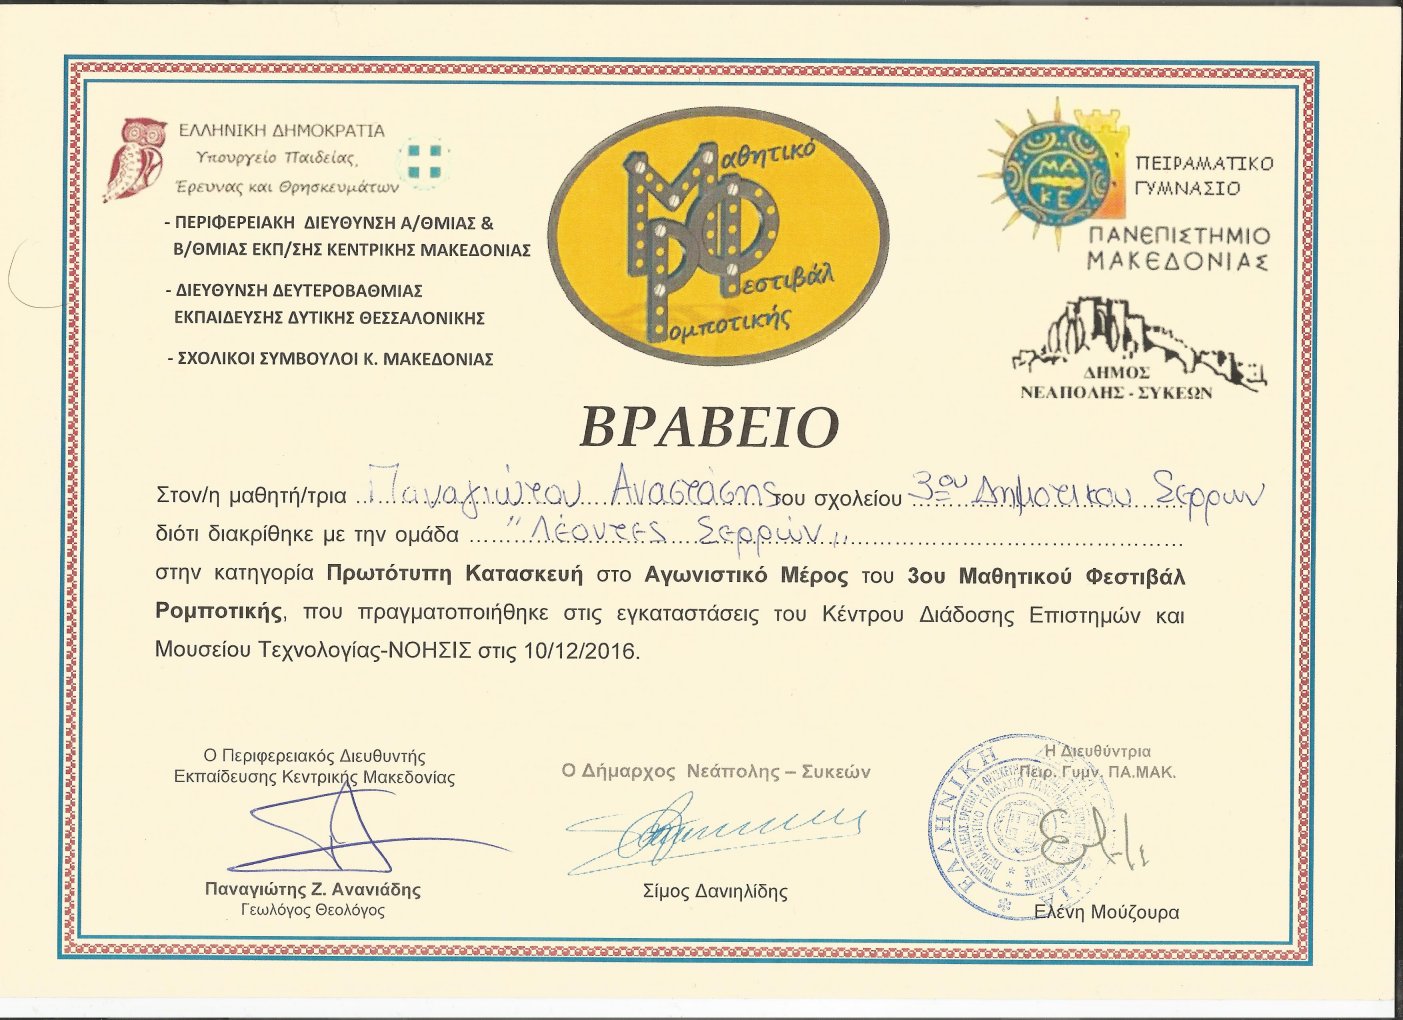 ΕΛΛΗΝΙΚΗ ΔΗΜΟΚΡΑΤΙΑ
Υπουργείο Παιδείας,
Έρευνας και Θρησκευμάτων
- ΠΕΡΙΦΕΡΕΙΑΚΗ ΔΙΕΥΘΥΝΣΗ Α/ΘΜΙΑΣ &
Β/ΘΜΙΑΣ ΕΚΠ/ΣΗΣ ΚΕΝΤΡΙΚΗΣ ΜΑΚΕΔΟΝΙΑΣ
- ΔΙΕΥΘΥΝΣΗ ΔΕΥΤΕΡΟΒΑΘΜΙΑΣ
ΕΚΠΑΙΔΕΥΣΗΣ ΔΥΤΙΚΗΣ ΘΕΣΣΑΛΟΝΙΚΗΣ
- ΣΧΟΛΙΚΟΙ ΣΥΜΒΟΥΛΟΙ Κ. ΜΑΚΕΔΟΝΙΑΣ
Μαθητικό
Φεστιβάλ
Ρομποτικής
ΜΑ
ΚΕ
ΠΕΙΡΑΜΑΤΙΚΟ
ΓΥΜΝΑΣΙΟ
ΠΑΝΕΠΙΣΤΗΜΙΟ
ΜΑΚΕΔΟΝΙΑΣ
ΔΗΜΟΣ
ΝΕΑΠΟΛΗΣ - ΣΥΚΕΩΝ
ΒΡΑΒΕΙΟ
Στον/η μαθητή/τρια Παναγιώτου Αναστάσης του σχολείου 3ου Δημοτικου Σερρων
διότι διακρίθηκε με την ομάδα "Λέοντες Σερρών"
στην κατηγορία Πρωτότυπη Κατασκευή στο Αγωνιστικό Μέρος του 3ου Μαθητικού Φεστιβάλ
Ρομποτικής, που πραγματοποιήθηκε στις εγκαταστάσεις του Κέντρου Διάδοσης Επιστημών και
Μουσείου Τεχνολογίας-ΝΟΗΣΙΣ στις 10/12/2016.
Ο Περιφερειακός Διευθυντής
Εκπαίδευσης Κεντρικής Μακεδονίας
Παναγιώτης Ζ. Ανανιάδης
Γεωλόγος Θεολόγος
Ο Δήμαρχος Νεάπολης – Συκεών
Σίμος Δανιηλίδης
Η Διευθύντρια
Πειρ. Γυμν. ΠΑ.ΜΑΚ.
ΕΛΛΗΝΙΚΗ
Ελένη Μούζουρα